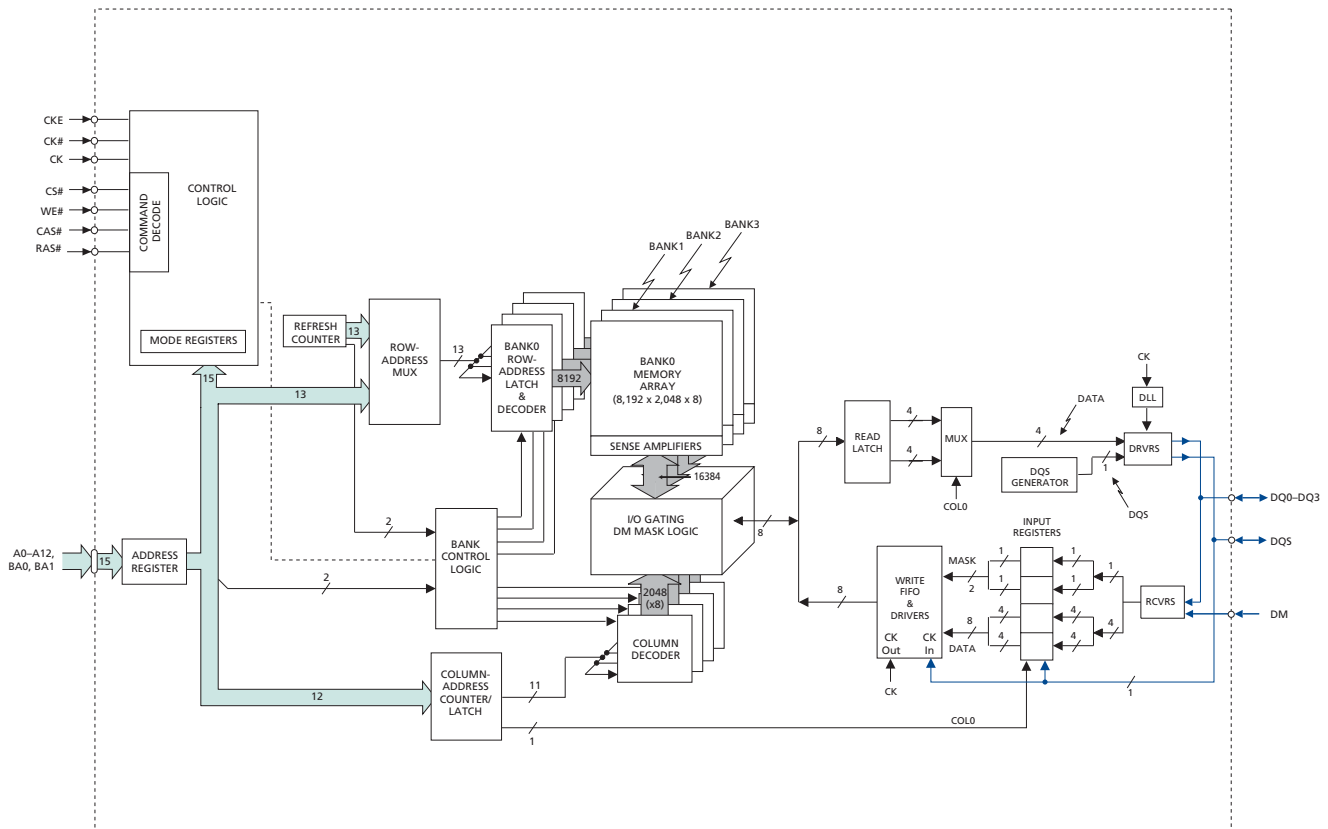 CKE
CK#
CK
CS#
WE#
CAS#
RAS#
COMMAND
DECODE
CONTROL
LOGIC
MODE REGISTERS
15
REFRESH
COUNTER
13
13
ROW-
ADDRESS
MUX
13
BANK0
ROW-
ADDRESS
LATCH
&
DECODER
8192
BANK1
BANK2
BANK3
BANK0
MEMORY
ARRAY
(8,192 x 2,048 x 8)
SENSE AMPLIFIERS
16384
I/O GATING
DM MASK LOGIC
8
2048
(x8)
COLUMN
DECODER
A0–A12,
BA0, BA1
15
ADDRESS
REGISTER
2
2
BANK
CONTROL
LOGIC
12
COLUMN-
ADDRESS
COUNTER/
LATCH
11
1
COL0
8
READ
LATCH
4
4
MUX
COL0
4
DATA
CK
DLL
DRVRS
DQS
GENERATOR
1
DQS
DQ0–DQ3
DQS
DM
INPUT
REGISTERS
8
WRITE
FIFO
&
DRIVERS
CK
Out
CK
In
CK
MASK
2
8
DATA
1
1
4
4
1
1
4
4
1
4
RCVRS
1